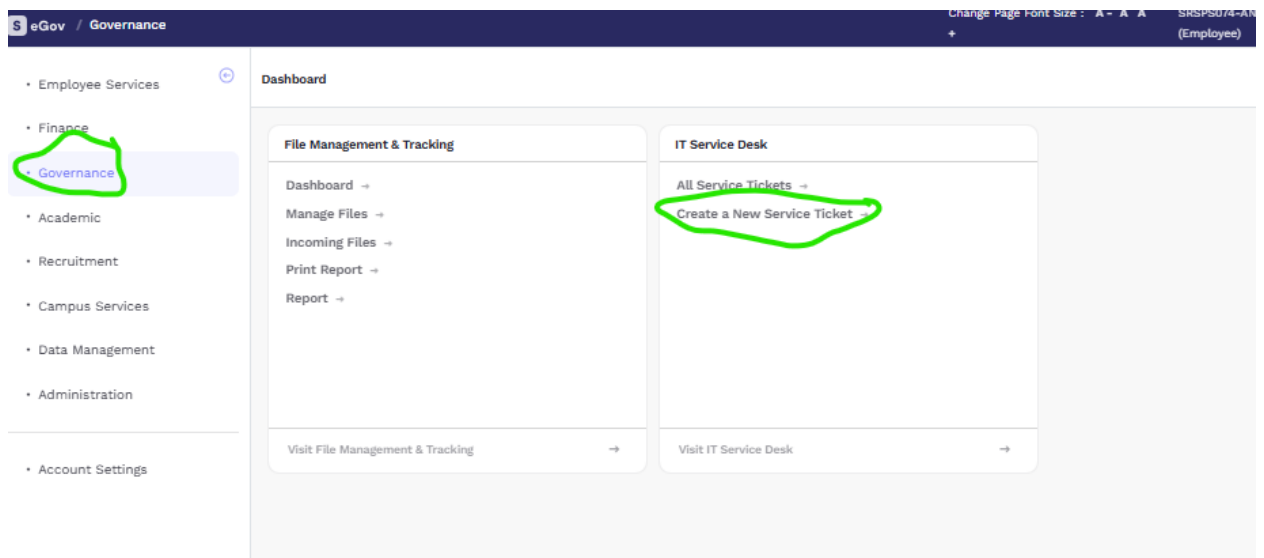 S eGov / Governance
Change Page Font Size : A- A A
+
SRSPS074-AN
(Employee)
• Employee Services
• Finance
• Governance
• Academic
• Recruitment
• Campus Services
• Data Management
• Administration
• Account Settings
Dashboard
File Management & Tracking
Dashboard →
Manage Files →
Incoming Files →
Print Report →
Report →
Visit File Management & Tracking →
IT Service Desk
All Service Tickets →
Create a New Service Ticket →
Visit IT Service Desk →